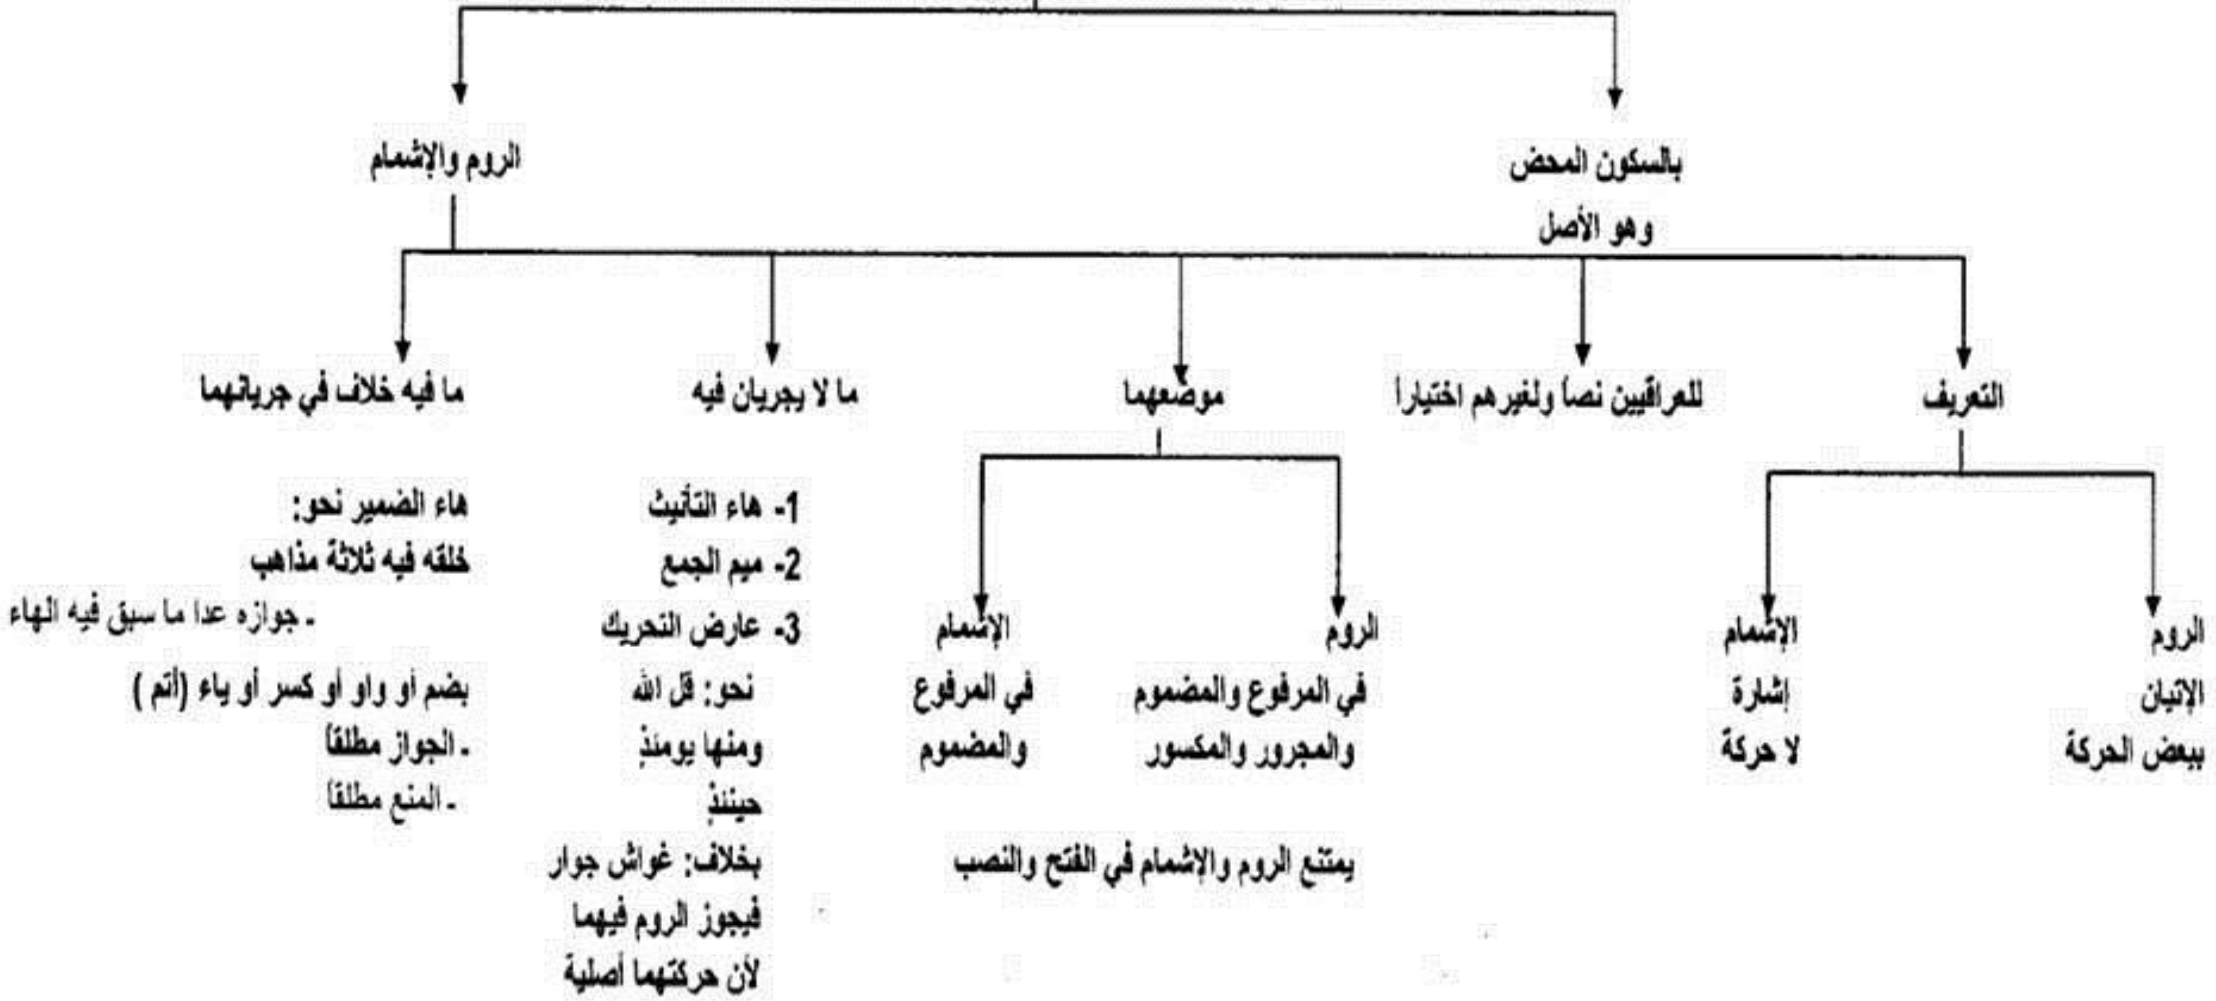 بالسكون المحض
وهو الأصل
الروم والإشمام
التعريف
للعراقيين نصاً ولغيرهم اختياراً
موضعهما
ما لا يجريان فيه
ما فيه خلاف في جريانهما
الروم
الإتيان
ببعض الحركة
الإشمام
إشارة
لا حركة
الروم
في المرفوع والمضموم
والمجرور والمكسور
الإشمام
في المرفوع
والمضموم
يمتنع الروم والإشمام في الفتح والنصب
1- هاء التأنيث
2- ميم الجمع
3- عارض التحريك
نحو: قل الله
ومنها يومئذٍ
حينئذٍ
بخلاف: غواش جوار
فيجوز الروم فيهما
لأن حركتهما أصلية
هاء الضمير نحو:
خلقه فيه ثلاثة مذاهب
- جوازه عدا ما سبق فيه الهاء
بضم أو واو أو كسر أو ياء (أتم )
- الجواز مطلقاً
- المنع مطلقاً